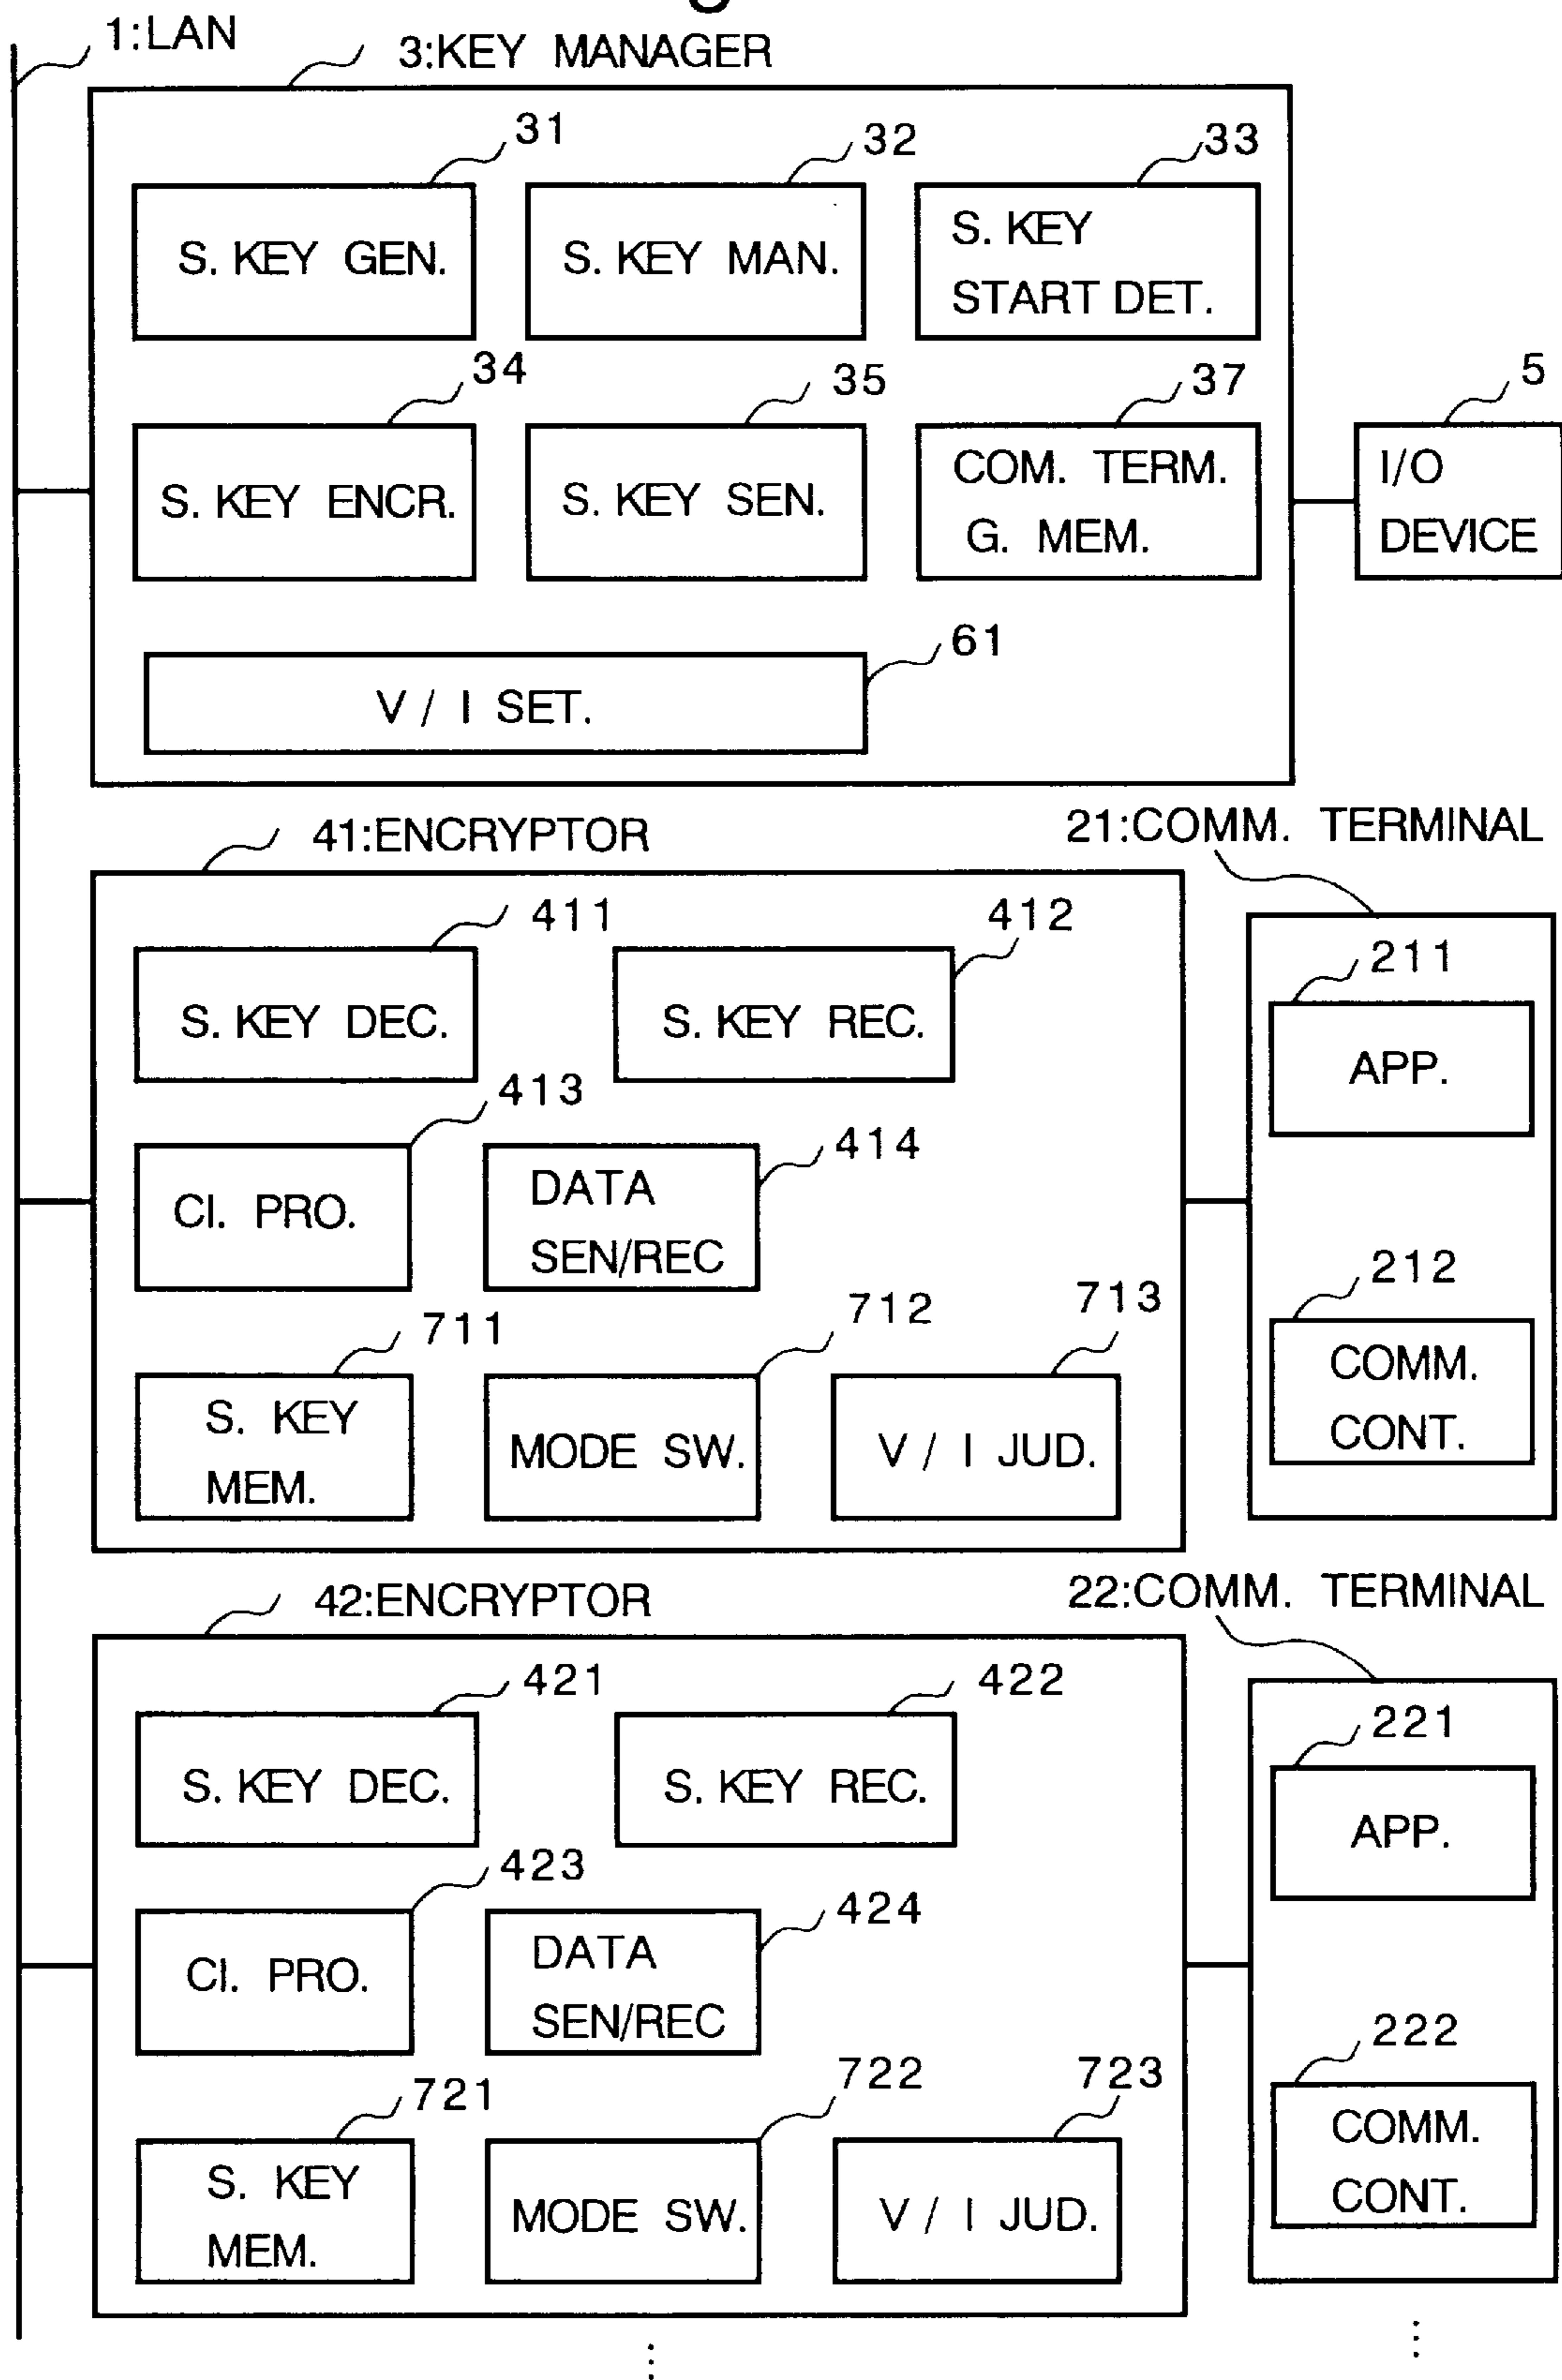 1:LAN
3:KEY MANAGER
31
32
33
S. KEY GEN.
S. KEY MAN.
S. KEY
START DET.
34
35
37
5
S. KEY ENCR.
S. KEY SEN.
COM. TERM.
G. MEM.
I/O
DEVICE
61
V / I SET.
41:ENCRYPTOR
21:COMM. TERMINAL
411
412
211
S. KEY DEC.
S. KEY REC.
APP.
413
414
CI. PRO.
DATA
SEN/REC
212
711
712
713
S. KEY
MEM.
MODE SW.
V / I JUD.
COMM.
CONT.
42:ENCRYPTOR
22:COMM. TERMINAL
421
422
221
S. KEY DEC.
S. KEY REC.
APP.
423
424
CI. PRO.
DATA
SEN/REC
222
721
722
723
S. KEY
MEM.
MODE SW.
V / I JUD.
COMM.
CONT.